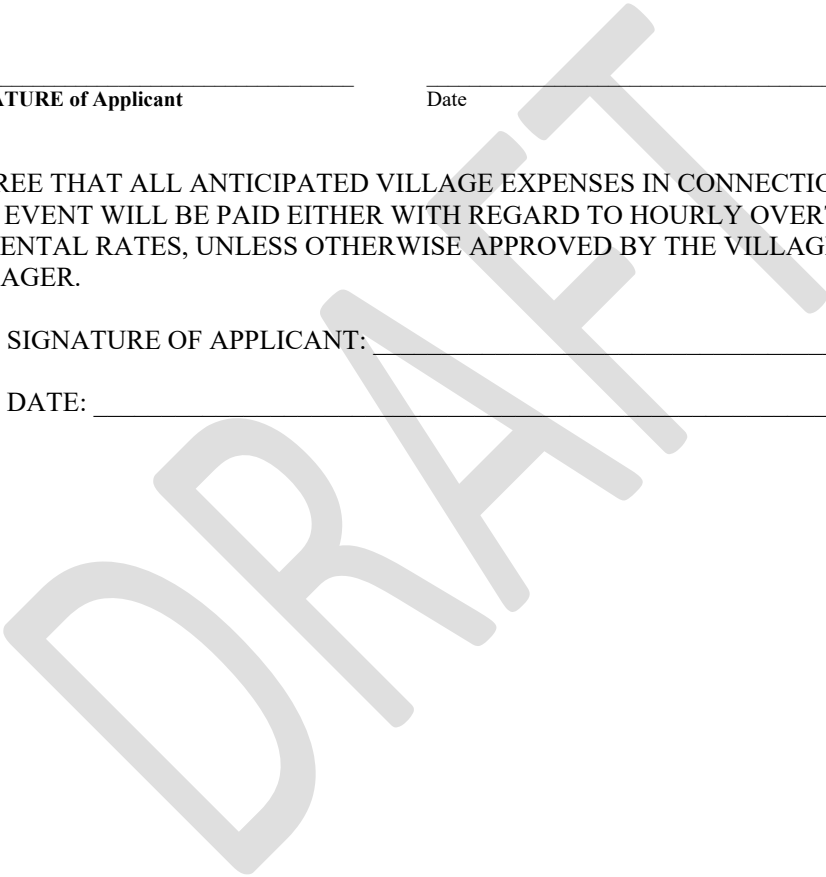 ATURE of Applicant Date
REE THAT ALL ANTICIPATED VILLAGE EXPENSES IN CONNECTIO
EVENT WILL BE PAID EITHER WITH REGARD TO HOURLY OVER
ENTAL RATES, UNLESS OTHERWISE APPROVED BY THE VILLAG
AGER.
SIGNATURE OF APPLICANT:
DATE:
DRAFT